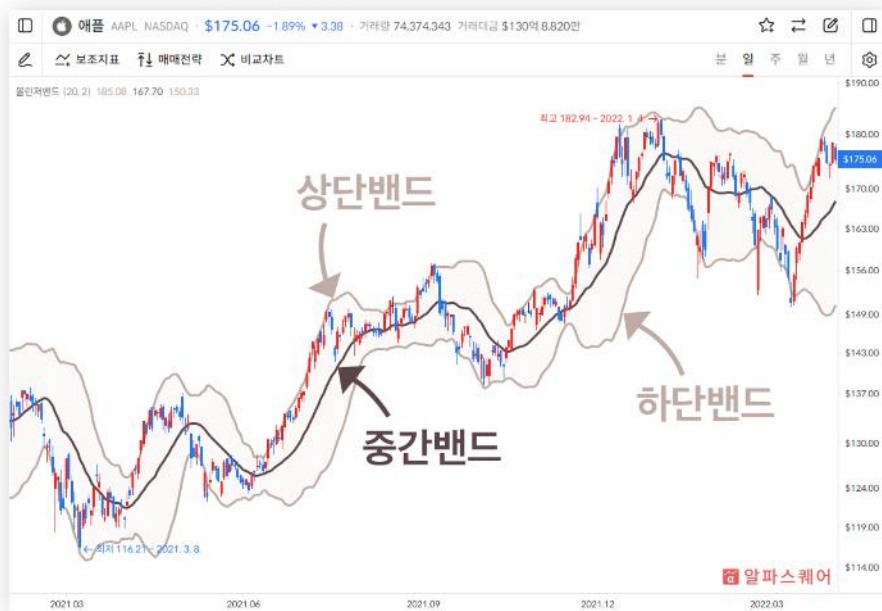 애플 AAPL NASDAQ · $175.06 -1.89% ▼3.38 · 거래량 74,374,343 거래대금 $130억 8,820만
보조지표 매매전략 비교차트 분 일 주 월 년
볼린저밴드 (20, 2) 185.08 167.70 150.33
$190.00
최고 182.94 - 2022. 1. 4 →
$180.00
$175.06
$170.00
상단밴드
$163.00
$156.00
$149.00
$143.00
하단밴드
$137.00
중간밴드
$130.00
$124.00
$119.00
← 최저 116.21 - 2021. 3. 8
$114.00
알파스퀘어
2021.03 2021.06 2021.09 2021.12 2022.03